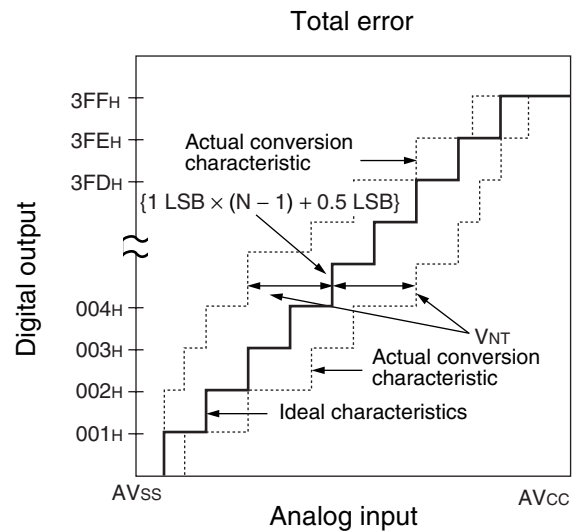 Total error
3FFH
3FEH
3FDH
Actual conversion
characteristic
{1 LSB × (N − 1) + 0.5 LSB}
Digital output
004H
003H
002H
001H
VNT
Actual conversion
characteristic
Ideal characteristics
AVSS
AVCC
Analog input